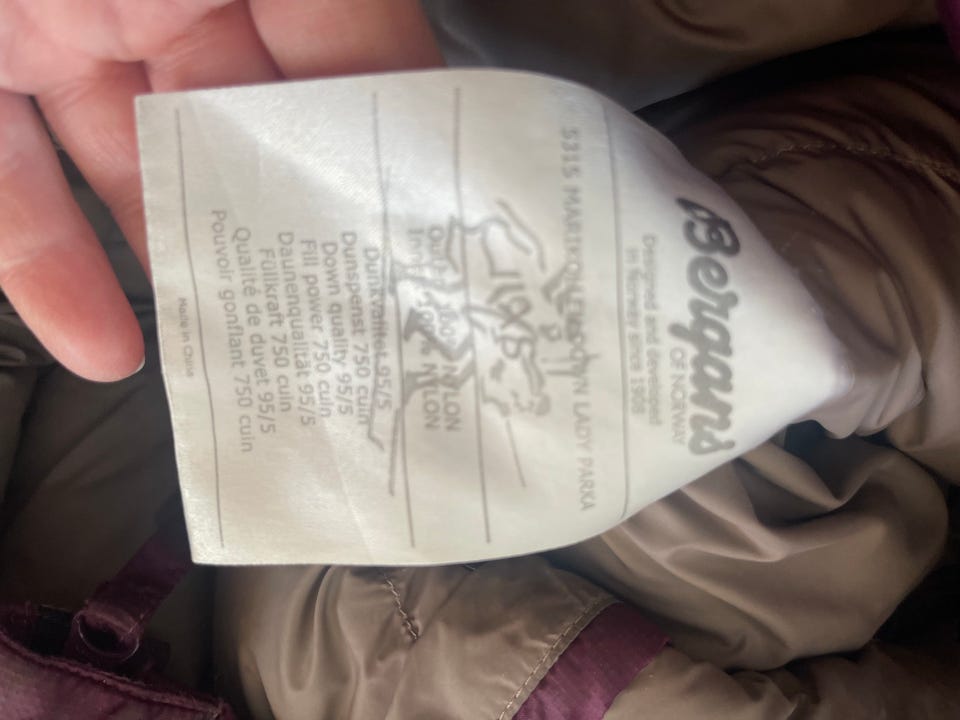 Bergans
OF NORWAY
Designed and developed
in Norway since 1908
5315 DOWN LADY PARKA
100% NYLON
100% NYLON
Dunkvalitet 95/5
Dunspenst 750 cuin
Down quality 95/5
Fill power 750 cuin
Daunenqualität 95/5
Füllkraft 750 cuin
Qualité de duvet 95/5
Pouvoir gonflant 750 cuin
Made in China